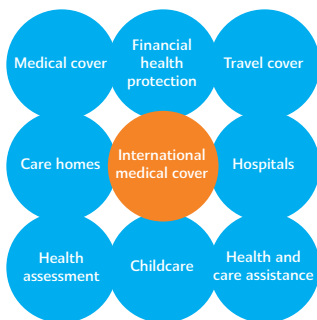 Medical cover
Financial
health
protection
Travel cover
Care homes
International
medical cover
Hospitals
Health
assessment
Childcare
Health and
care assistance